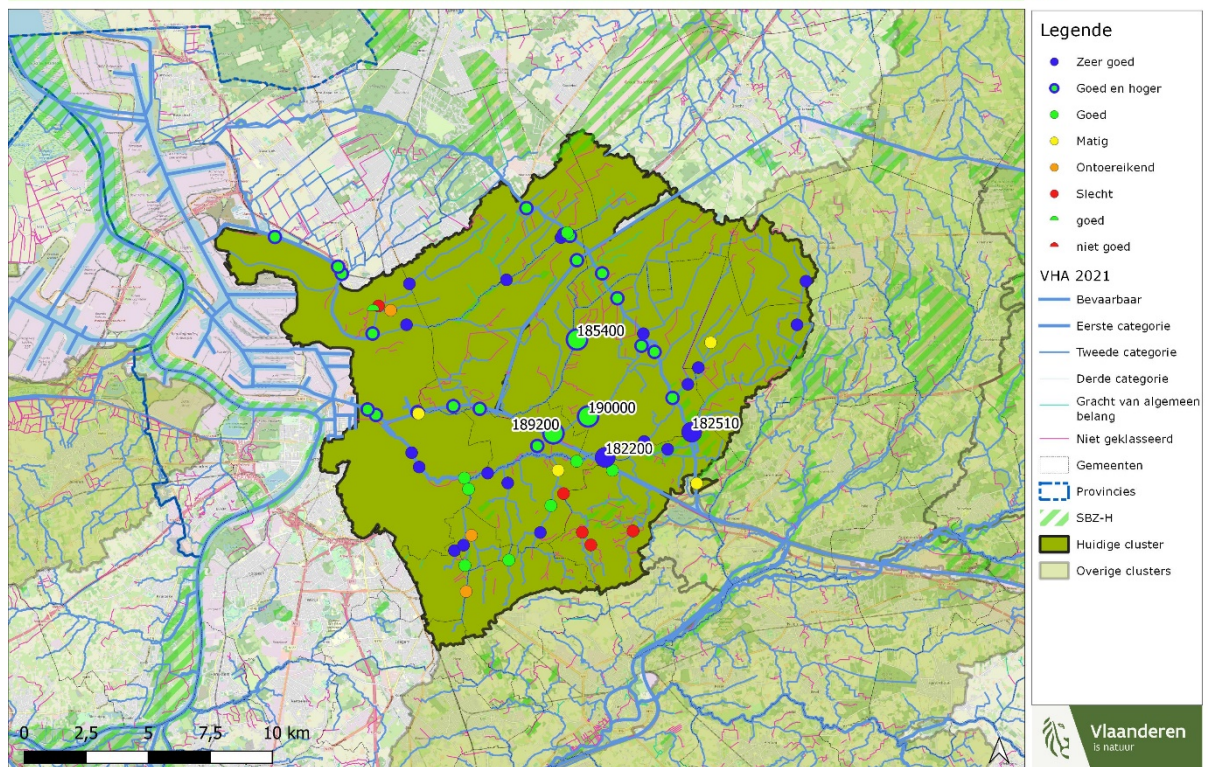 185400
190000
189200
182510
182200
0 2,5 5 7,5 10 km
Legende
Zeer goed
Goed en hoger
Goed
Matig
Ontoereikend
Slecht
goed
niet goed
VHA 2021
Bevaarbaar
Eerste categorie
Tweede categorie
Derde categorie
Gracht van algemeen
belang
Niet geklasseerd
Gemeenten
Provincies
SBZ-H
Huidige cluster
Overige clusters
Vlaanderen
is natuur